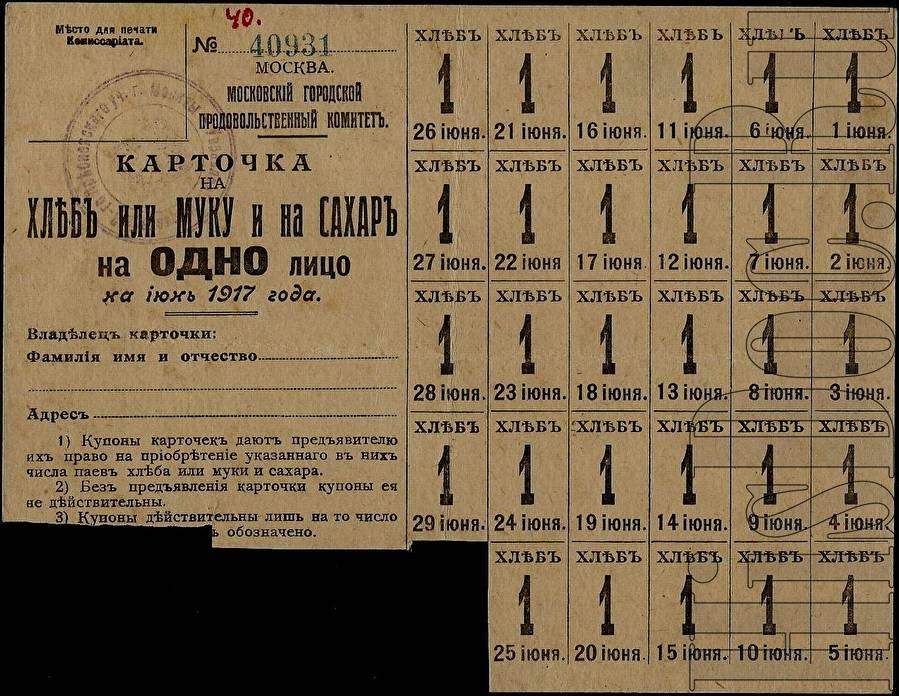 Мѣсто для печати
Комиссаріата.
40.
№ 40931
МОСКВА.
МОСКОВСКІЙ ГОРОДСКОЙ
ПРОДОВОЛЬСТВЕННЫЙ КОМИТЕТЪ.
КАРТОЧКА
НА
ХЛѢБЪ или МУКУ и на САХАРЪ
на ОДНО лицо
на іюнь 1917 года.
Владѣлецъ карточки:
Фамилія имя и отчество
Адресъ
1) Купоны карточекъ даютъ предъявителю
ихъ право на пріобрѣтеніе указаннаго въ нихъ
числа паевъ хлѣба или муки и сахара.
2) Безъ предъявленія карточки купоны ея
не дѣйствительны.
3) Купоны дѣйствительны лишь на то число
ъ обозначено.
ХЛѢБЪ ХЛѢБЪ ХЛѢБЪ ХЛѢБЪ ХЛѢБЪ ХЛѢБЪ
1 1 1 1 1 1
26 іюня. 21 іюня. 16 іюня. 11 іюня. 6 іюня. 1 іюня.
ХЛѢБЪ ХЛѢБЪ ХЛѢБЪ ХЛѢБЪ ХЛѢБЪ ХЛѢБЪ
1 1 1 1 1 1
27 іюня. 22 іюня 17 іюня. 12 іюня. 7 іюня. 2 іюня.
ХЛѢБЪ ХЛѢБЪ ХЛѢБЪ ХЛѢБЪ ХЛѢБЪ ХЛѢБЪ
1 1 1 1 1 1
28 іюня. 23 іюня. 18 іюня. 13 іюня. 8 іюня. 3 іюня.
ХЛѢБЪ ХЛѢБЪ ХЛѢБЪ ХЛѢБЪ ХЛѢБЪ ХЛѢБЪ
1 1 1 1 1 1
29 іюня. 24 іюня. 19 іюня. 14 іюня. 9 іюня. 4 іюня.
ХЛѢБЪ ХЛѢБЪ ХЛѢБЪ ХЛѢБЪ ХЛѢБЪ
1 1 1 1 1
25 іюня. 20 іюня. 15 іюня. 10 іюня. 5 іюня.